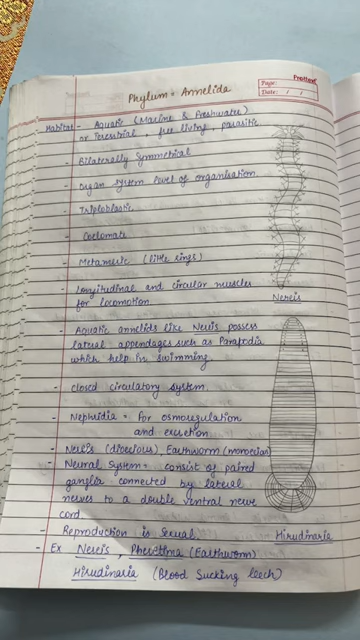 Prottext
Page:
Date: / /
Phylum = Annelida
Habitat - Aquatic (Marine & Freshwater)
or Terestrial, free living, parasitic
- Bilaterally Symmetrical
- Organ system level of organisation
- Triploblastic
- Coelomate
- Metameric (little rings)
- Longitudinal and circular muscles
for locomotion
Nereis
- Aquatic annelids like Nereis possess
lateral appendages such as Parapodia
which help in swimming.
- closed circulatory system.
- Nephridia = for osmoregulation
and excretion
- Nereis (dioecious), Earthworm (monoecian)
- Neural System = consist of paired
ganglia connected by lateral
nerves to a double ventral nerve
cord.
- Reproduction is sexual
Hirudinaria
- Ex Nereis, Pheretima (Earthworm)
Hirudinaria (Blood Sucking leech)